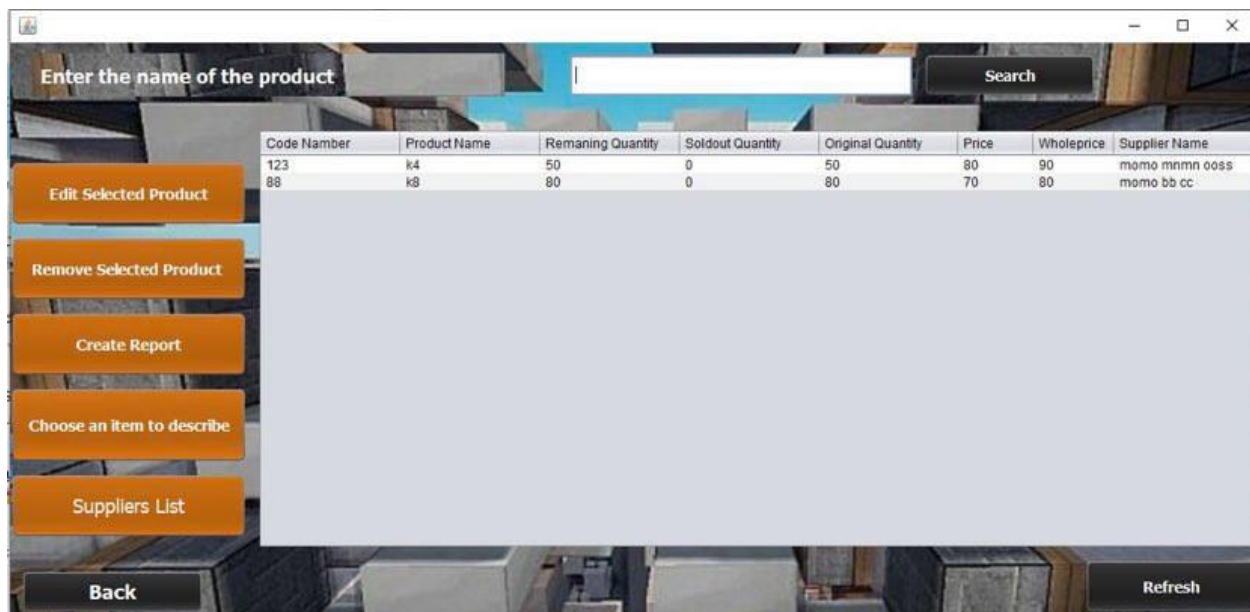 Enter the name of the product
Search
Code Namber Product Name Remaning Quantity Soldout Quantity Original Quantity Price Wholeprice Supplier Name
123 k4 50 0 50 80 90 momo mnmn ooss
88 k8 80 0 80 70 80 momo bb cc
Edit Selected Product
Remove Selected Product
Create Report
Choose an item to describe
Suppliers List
Back
Refresh